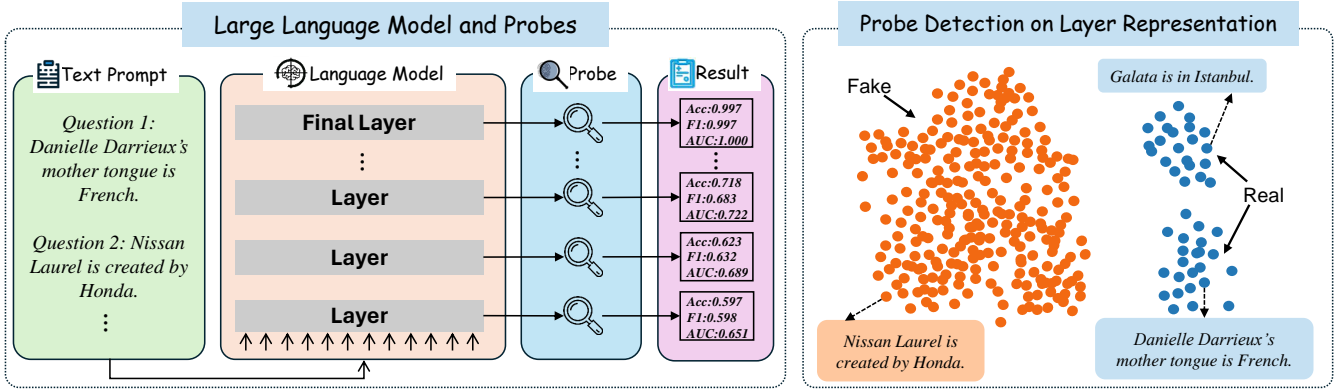 Large Language Model and Probes
Text Prompt
Question 1:
Danielle Darrieux's
mother tongue is
French.
Question 2: Nissan
Laurel is created by
Honda.
⋮
Language Model
Final Layer
⋮
Layer
Layer
Layer
Probe
⋮
Result
Acc:0.997
F1:0.997
AUC:1.000
⋮
Acc:0.718
F1:0.683
AUC:0.722
Acc:0.623
F1:0.632
AUC:0.689
Acc:0.597
F1:0.598
AUC:0.651
Probe Detection on Layer Representation
Fake
Galata is in Istanbul.
Real
Nissan Laurel is
created by Honda.
Danielle Darrieux's
mother tongue is French.